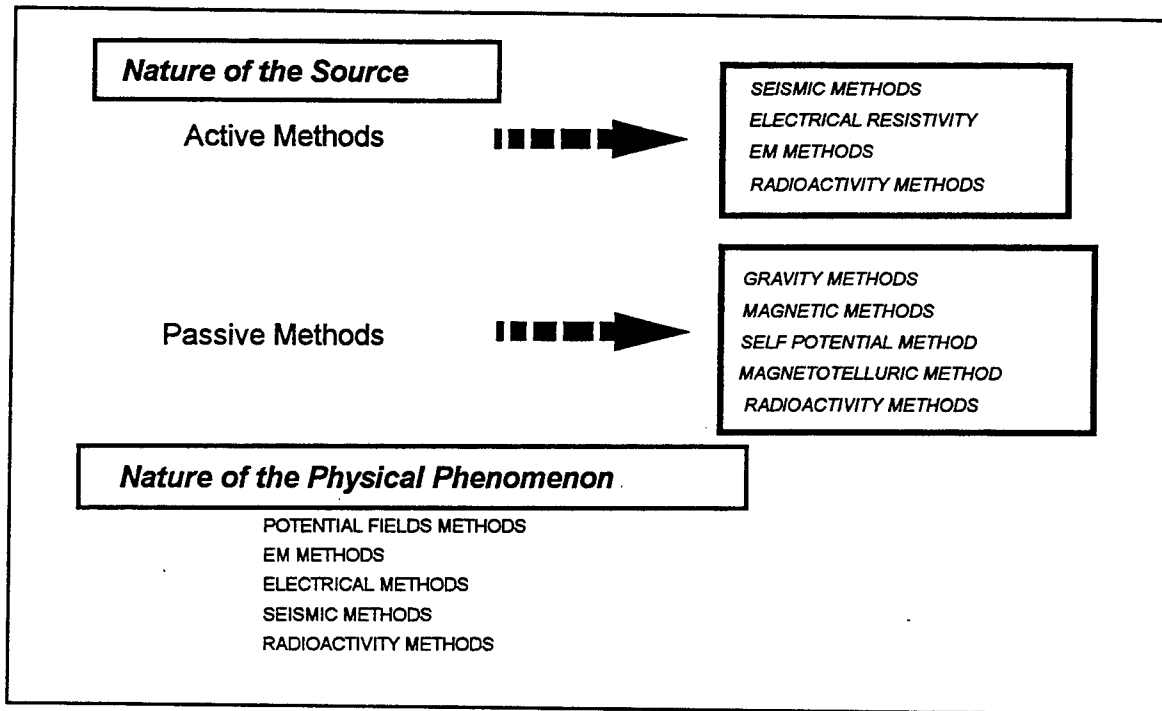 Nature of the Source
Active Methods
SEISMIC METHODS
ELECTRICAL RESISTIVITY
EM METHODS
RADIOACTIVITY METHODS
Passive Methods
GRAVITY METHODS
MAGNETIC METHODS
SELF POTENTIAL METHOD
MAGNETOTELLURIC METHOD
RADIOACTIVITY METHODS
Nature of the Physical Phenomenon
POTENTIAL FIELDS METHODS
EM METHODS
ELECTRICAL METHODS
SEISMIC METHODS
RADIOACTIVITY METHODS